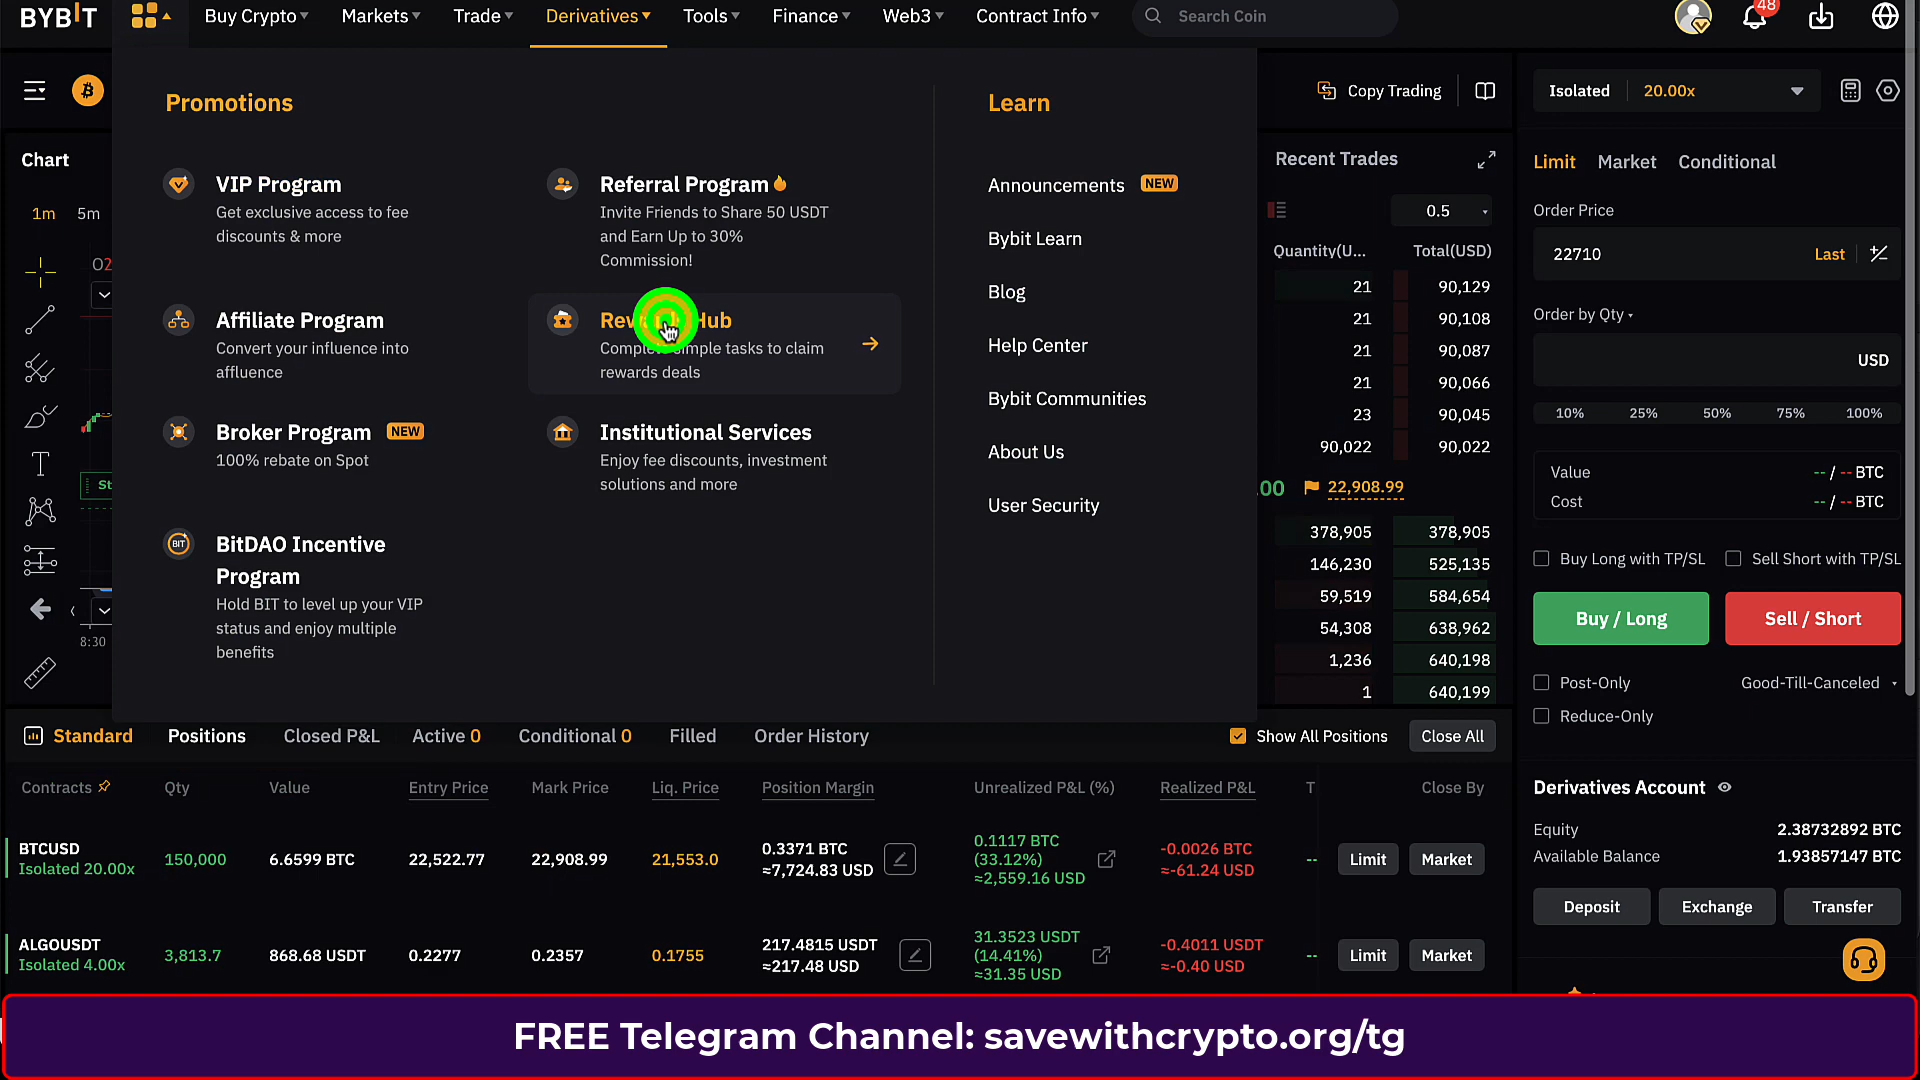 BYBIT
Buy Crypto
Markets
Trade
Derivatives
Tools
Finance
Web3
Contract Info
Search Coin
48
Promotions
Learn
Copy Trading
Isolated
20.00x
Chart
1m 5m
VIP Program
Get exclusive access to fee
discounts & more
Referral Program
Invite Friends to Share 50 USDT
and Earn Up to 30%
Commission!
Affiliate Program
Convert your influence into
affluence
Hub
simple tasks to claim
rewards deals
Broker Program NEW
100% rebate on Spot
Institutional Services
Enjoy fee discounts, investment
solutions and more
BIT
BitDAO Incentive
Program
Hold BIT to level up your VIP
status and enjoy multiple
benefits
8:30
Announcements NEW
Bybit Learn
Blog
Help Center
Bybit Communities
About Us
User Security
Recent Trades
0.5
Quantity(U... Total(USD)
21 90,129
21 90,108
21 90,087
21 90,066
23 90,045
90,022 90,022
.00 22,908.99
378,905 378,905
146,230 525,135
59,519 584,654
54,308 638,962
1,236 640,198
1 640,199
Limit Market Conditional
Order Price
22710 Last
Order by Qty
USD
10% 25% 50% 75% 100%
Value -- / -- BTC
Cost -- / -- BTC
Buy Long with TP/SL Sell Short with TP/SL
Buy / Long Sell / Short
Post-Only Good-Till-Canceled
Reduce-Only
Standard Positions Closed P&L Active 0 Conditional 0 Filled Order History
Show All Positions Close All
Contracts Qty Value Entry Price Mark Price Liq. Price Position Margin Unrealized P&L (%) Realized P&L T Close By
BTCUSD
Isolated 20.00x
150,000 6.6599 BTC 22,522.77 22,908.99 21,553.0
0.3371 BTC
≈7,724.83 USD
0.1117 BTC
(33.12%)
≈2,559.16 USD
-0.0026 BTC
≈-61.24 USD
-- Limit Market
ALGOUSDT
Isolated 4.00x
3,813.7 868.68 USDT 0.2277 0.2357 0.1755
217.4815 USDT
≈217.48 USD
31.3523 USDT
(14.41%)
≈31.35 USD
-0.4011 USDT
≈-0.40 USD
-- Limit Market
Derivatives Account
Equity 2.38732892 BTC
Available Balance 1.93857147 BTC
Deposit Exchange Transfer
FREE Telegram Channel: savewithcrypto.org/tg